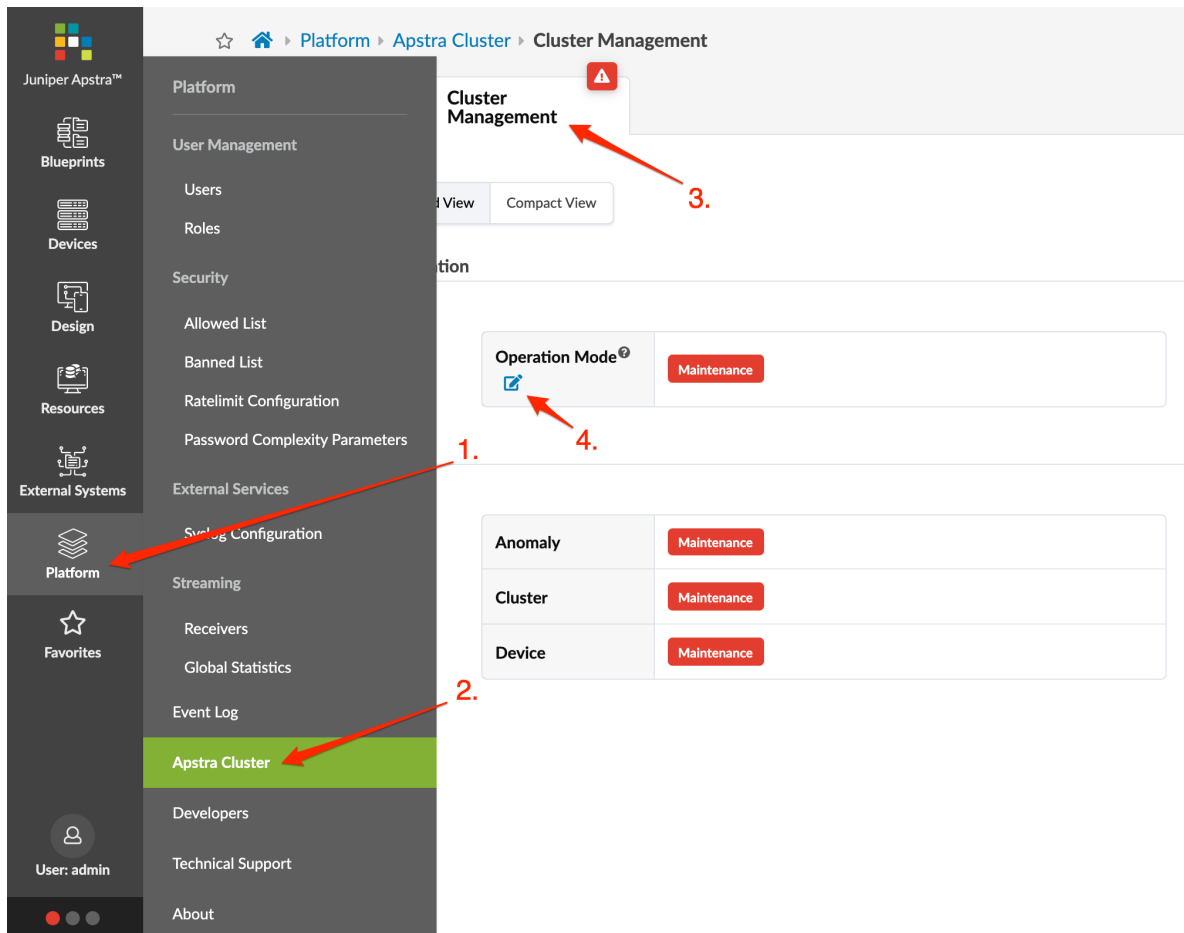 Juniper Apstra™
Blueprints
Devices
Design
Resources
External Systems
Platform
Favorites
User: admin
Platform
User Management
Users
Roles
Security
Allowed List
Banned List
Ratelimit Configuration
Password Complexity Parameters
External Services
Syslog Configuration
Streaming
Receivers
Global Statistics
Event Log
Apstra Cluster
Developers
Technical Support
About
Platform Apstra Cluster Cluster Management
Cluster
Management
3.
View Compact View
Operation Mode Maintenance
4.
1.
Anomaly Maintenance
Cluster Maintenance
Device Maintenance
2.